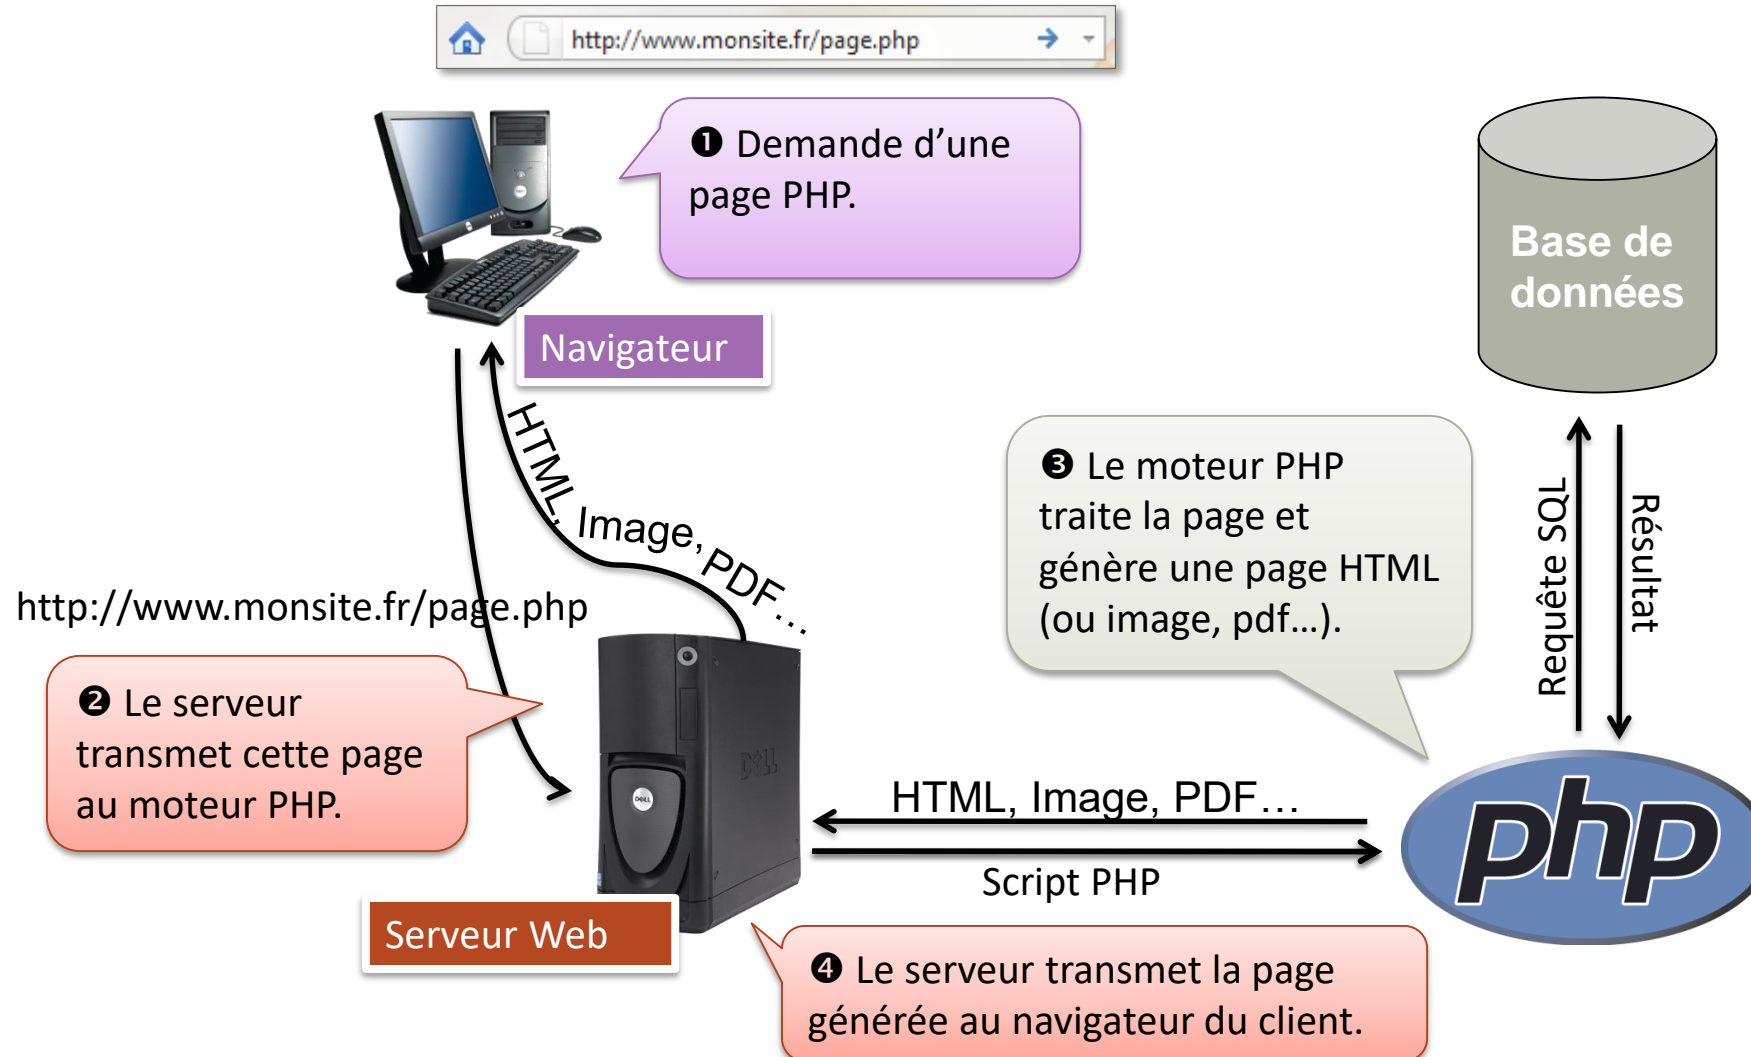 http://www.monsite.fr/page.php
❶ Demande d’une
page PHP.
Navigateur
Base de
données
HTML, Image, PDF…
http://www.monsite.fr/page.php
❷ Le serveur
transmet cette page
au moteur PHP.
❸ Le moteur PHP
traite la page et
génère une page HTML
(ou image, pdf…).
Requête SQL
Résultat
DELL
DELL
HTML, Image, PDF…
Script PHP
php
Serveur Web
❹ Le serveur transmet la page
générée au navigateur du client.